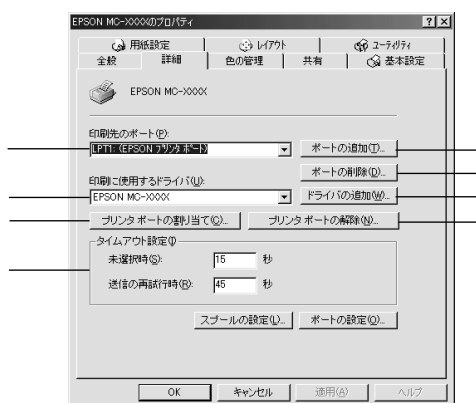 EPSON MC-XXXXのプロパティ
用紙設定 レイアウト ユーティリティ
全般 詳細 色の管理 共有 基本設定
EPSON MC-XXXX
印刷先のポート(P):
LPT1: (EPSON プリンタ ポート) ポートの追加(T)...
ポートの削除(D)...
印刷に使用するドライバ(U):
EPSON MC-XXXX ドライバの追加(W)...
プリンタ ポートの割り当て(C)... プリンタ ポートの解除(N)...
タイムアウト設定
未選択時(S): 15 秒
送信の再試行時(R): 45 秒
スプールの設定(L)... ポートの設定(O)...
OK キャンセル 適用(A) ヘルプ